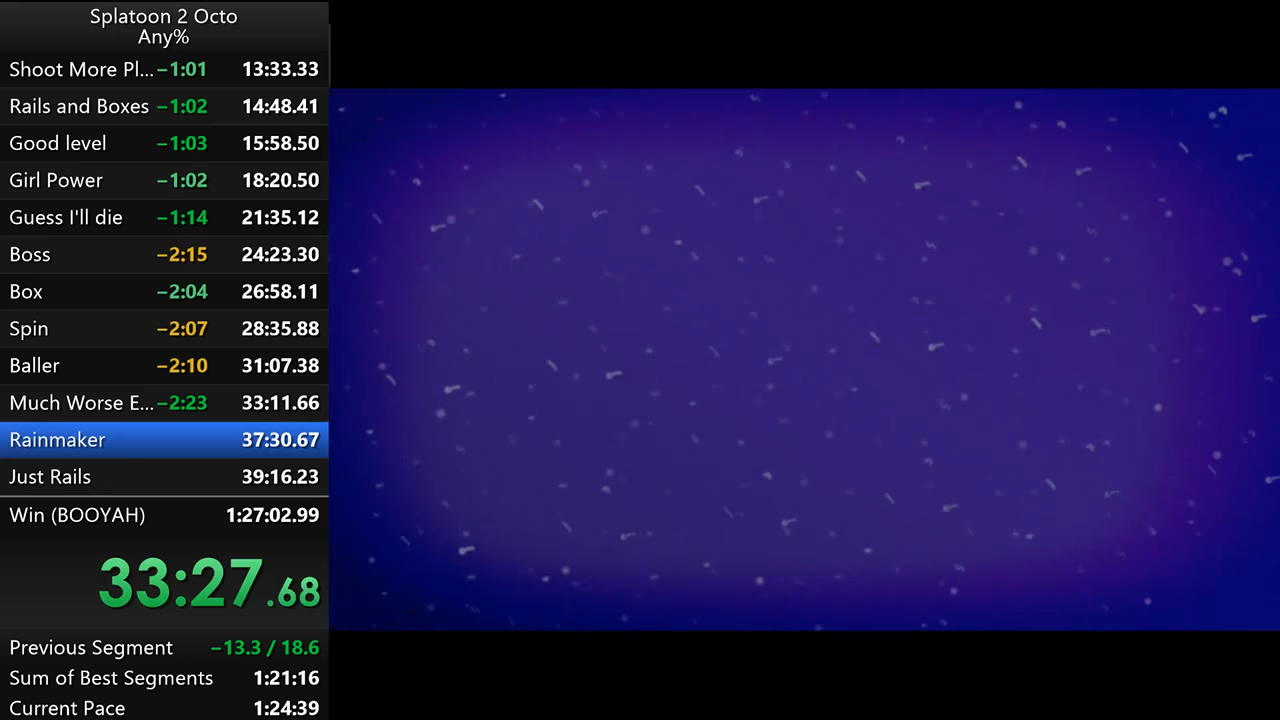 Splatoon 2 Octo
Any%
Shoot More Pl... −1:01 13:33.33
Rails and Boxes −1:02 14:48.41
Good level −1:03 15:58.50
Girl Power −1:02 18:20.50
Guess I'll die −1:14 21:35.12
Boss −2:15 24:23.30
Box −2:04 26:58.11
Spin −2:07 28:35.88
Baller −2:10 31:07.38
Much Worse E... −2:23 33:11.66
Rainmaker 37:30.67
Just Rails 39:16.23
Win (BOOYAH) 1:27:02.99
33:27.68
Previous Segment −13.3 / 18.6
Sum of Best Segments 1:21:16
Current Pace 1:24:39